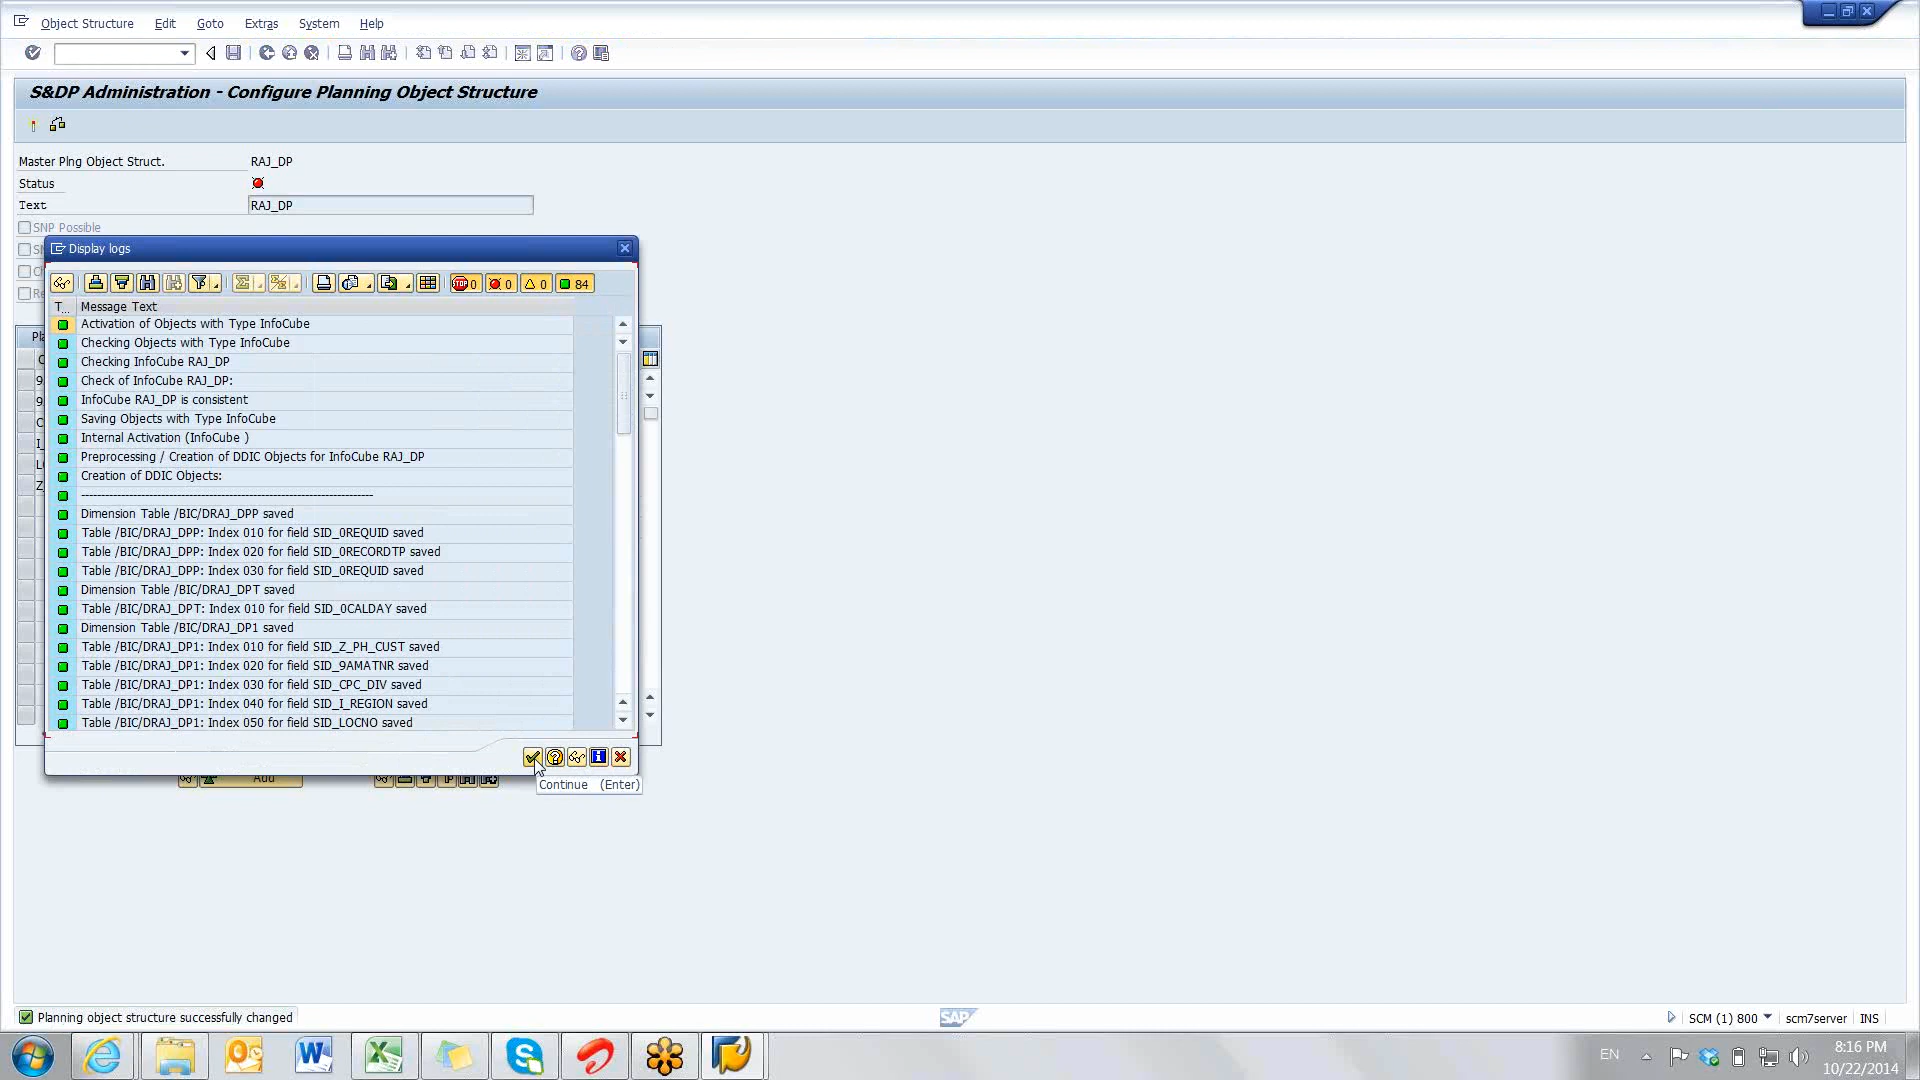 Object Structure Edit Goto Extras System Help
S&DP Administration - Configure Planning Object Structure
Master Plng Object Struct. RAJ_DP
Status
Text RAJ_DP
SNP Possible
Display logs
STOP 0 0 0 84
T... Message Text
Activation of Objects with Type InfoCube
Checking Objects with Type InfoCube
Checking InfoCube RAJ_DP
Check of InfoCube RAJ_DP:
InfoCube RAJ_DP is consistent
Saving Objects with Type InfoCube
Internal Activation (InfoCube )
Preprocessing / Creation of DDIC Objects for InfoCube RAJ_DP
Creation of DDIC Objects:
-------------------------------------------------------------------------
Dimension Table /BIC/DRAJ_DPP saved
Table /BIC/DRAJ_DPP: Index 010 for field SID_0REQUID saved
Table /BIC/DRAJ_DPP: Index 020 for field SID_0RECORDTP saved
Table /BIC/DRAJ_DPP: Index 030 for field SID_0REQUID saved
Dimension Table /BIC/DRAJ_DPT saved
Table /BIC/DRAJ_DPT: Index 010 for field SID_0CALDAY saved
Dimension Table /BIC/DRAJ_DP1 saved
Table /BIC/DRAJ_DP1: Index 010 for field SID_Z_PH_CUST saved
Table /BIC/DRAJ_DP1: Index 020 for field SID_9AMATNR saved
Table /BIC/DRAJ_DP1: Index 030 for field SID_CPC_DIV saved
Table /BIC/DRAJ_DP1: Index 040 for field SID_I_REGION saved
Table /BIC/DRAJ_DP1: Index 050 for field SID_LOCNO saved
Add
Continue (Enter)
Planning object structure successfully changed
SAP
SCM (1) 800 scm7server INS
EN
8:16 PM
10/22/2014